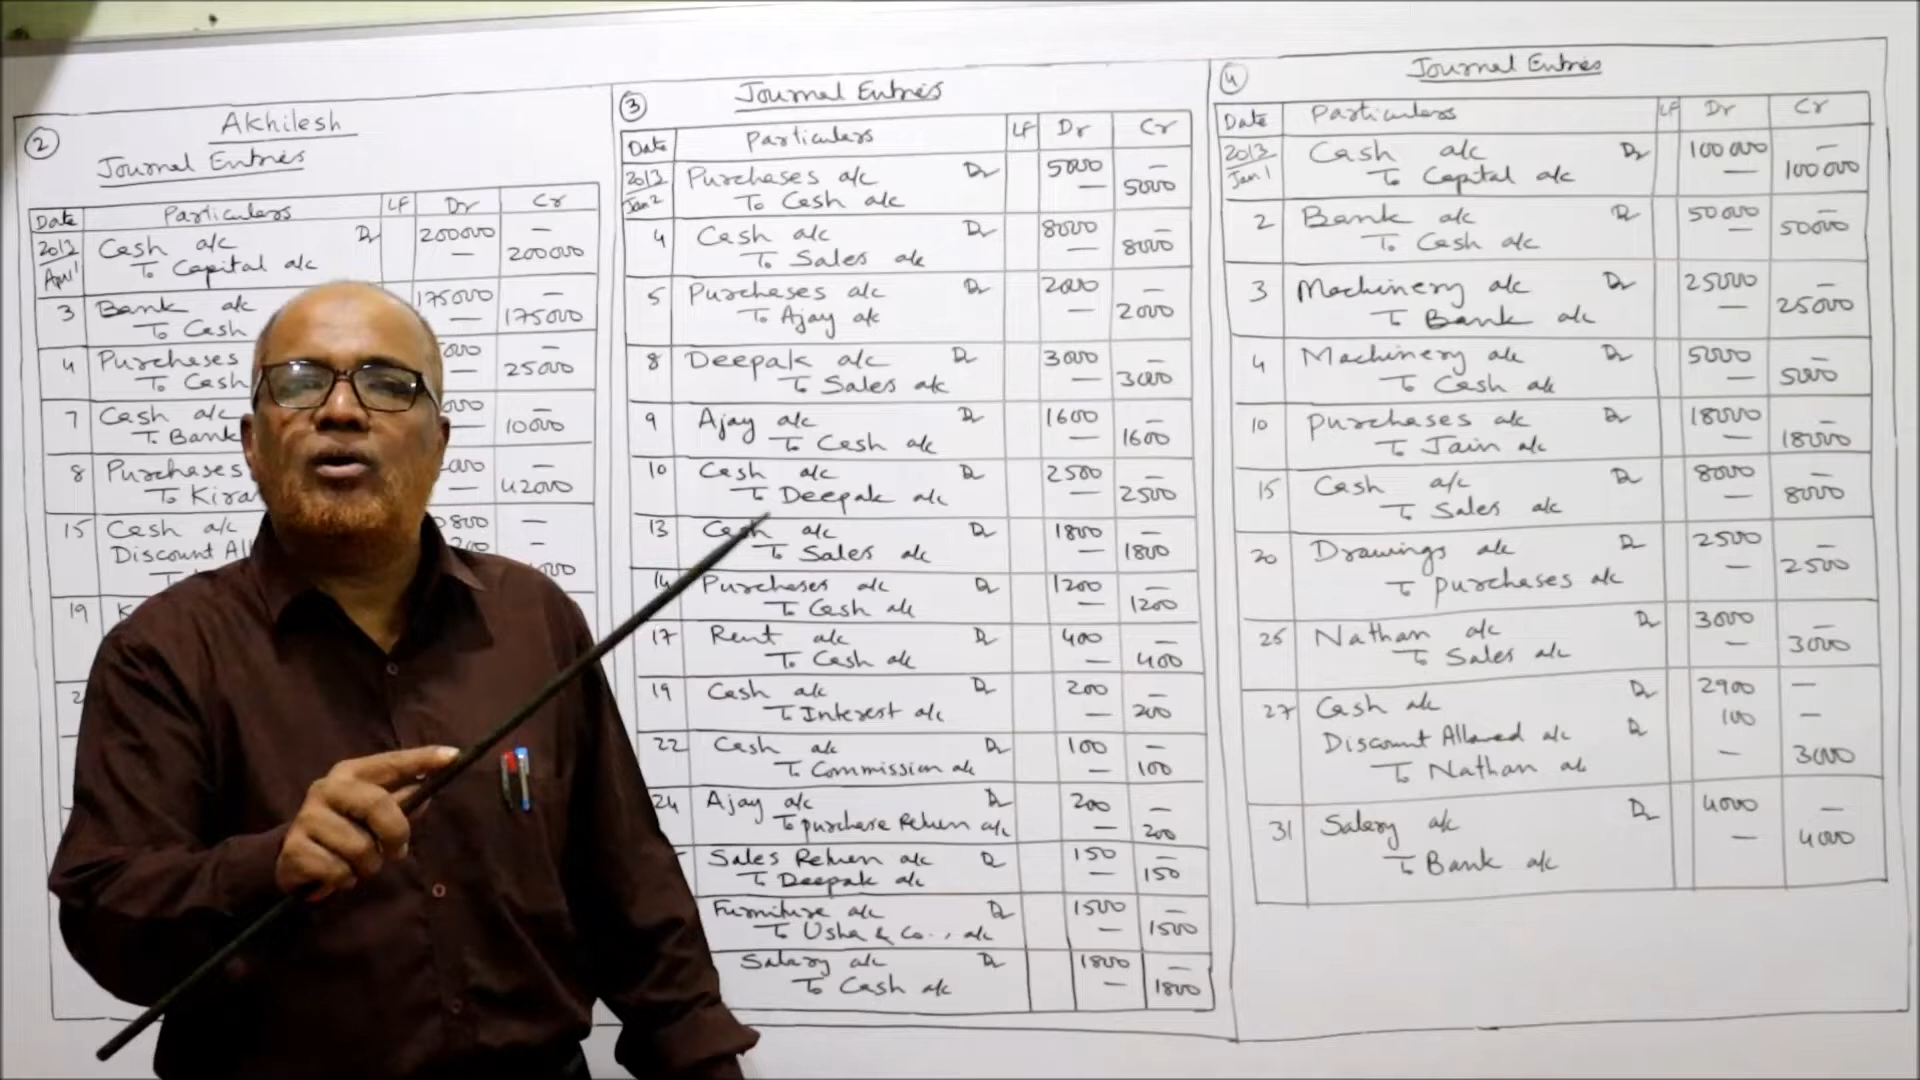 2
Akhilesh
Journal Entries
Date Particulars LF Dr Cr
2013 Apr 1 Cash a/c Dr 200000 —
To Capital a/c — 200000
3 Bank a/c 175000 —
To Cash — 175000
4 Purchases —
To Cash — 25000
7 Cash a/c —
To Bank — 10000
8 Purchases —
To — 42000
15 Cash a/c —
Discount —
19
3
Journal Entries
Date Particulars LF Dr Cr
2013 Jan 2 Purchases a/c Dr 5000 —
To Cash a/c — 5000
4 Cash a/c Dr 8000 —
To Sales a/c — 8000
5 Purchases a/c Dr 2000 —
To Ajay a/c — 2000
8 Deepak a/c Dr 3000 —
To Sales a/c — 3000
9 Ajay a/c Dr 1600 —
To Cash a/c — 1600
10 Cash a/c Dr 2500 —
To Deepak a/c — 2500
13 Cash a/c Dr 1800 —
To Sales a/c — 1800
14 Purchases a/c Dr 1200 —
To Cash a/c — 1200
17 Rent a/c Dr 400 —
To Cash a/c — 400
19 Cash a/c Dr 200 —
To Interest a/c — 200
22 Cash a/c Dr 100 —
To Commission a/c — 100
24 Ajay a/c Dr 200 —
To purchase Return a/c — 200
Sales Return a/c Dr 150 —
To Deepak a/c — 150
Furniture a/c Dr 1500 —
To Usha & Co., a/c — 1500
Salary a/c Dr 1800 —
To Cash a/c — 1800
4
Journal Entries
Date Particulars LF Dr Cr
2013 Jan 1 Cash a/c Dr 100000 —
To Capital a/c — 100000
2 Bank a/c Dr 50000 —
To Cash a/c — 50000
3 Machinery a/c Dr 25000 —
To Bank a/c — 25000
4 Machinery a/c Dr 5000 —
To Cash a/c — 5000
10 Purchases a/c Dr 18000 —
To Jain a/c — 18000
15 Cash a/c Dr 8000 —
To Sales a/c — 8000
20 Drawings a/c Dr 2500 —
To purchases a/c — 2500
25 Nathan a/c Dr 3000 —
To Sales a/c — 3000
27 Cash a/c Dr 2900 —
Discount Allowed a/c Dr 100 —
To Nathan a/c — 3000
31 Salary a/c Dr 4000 —
To Bank a/c — 4000